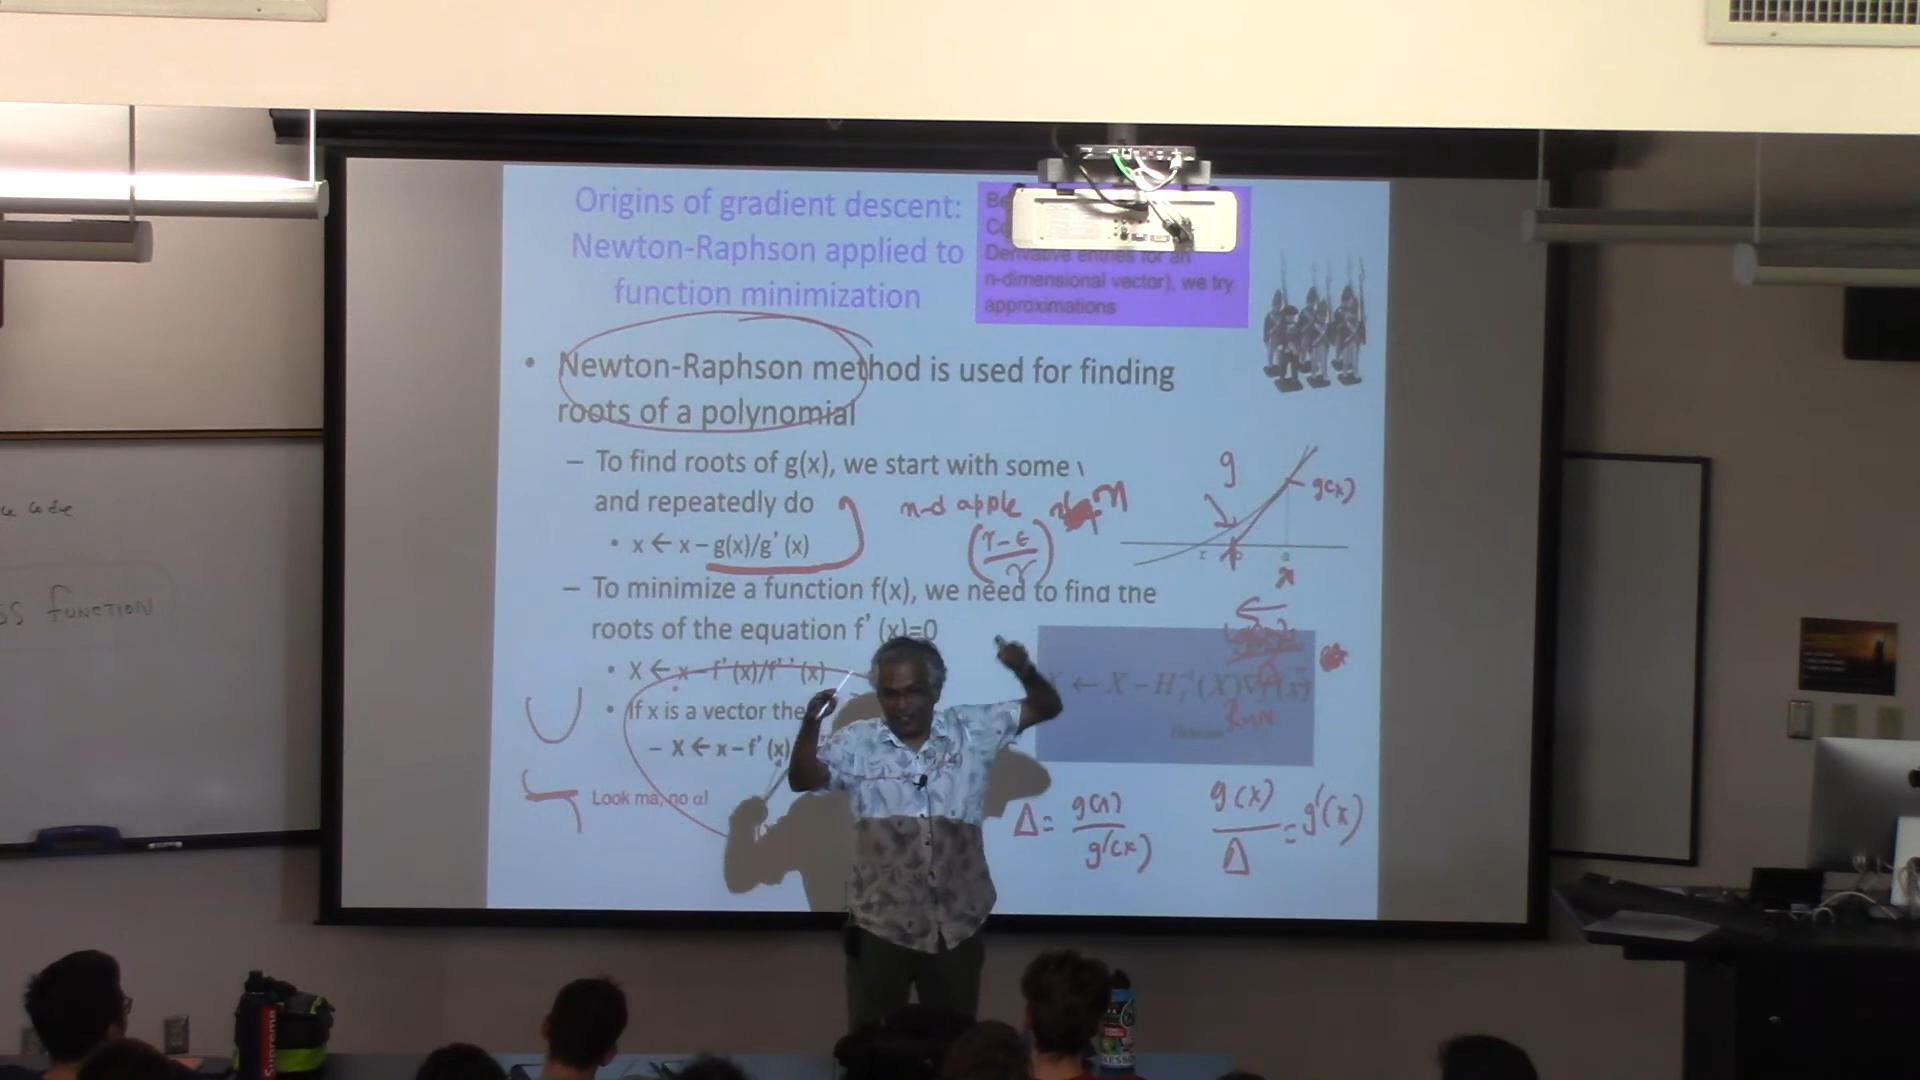 Origins of gradient descent:
Newton-Raphson applied to
function minimization
Derivative entries for an
n-dimensional vector), we try
approximations
• Newton-Raphson method is used for finding
roots of a polynomial
– To find roots of g(x), we start with some
and repeatedly do
• x ← x – g(x)/g'(x)
– To minimize a function f(x), we need to find the
roots of the equation f'(x)=0
• X ← x – f'(x)/f''(x)
• If x is a vector
– X ← x – f'(x)
Look ma, no α!
n-d apple
g
g(x)
r
a
x
← X – H
(X)∇
Δ = g(x)/g'(x)
g(x)/Δ = g'(x)
code
FUNCTION
Supreme